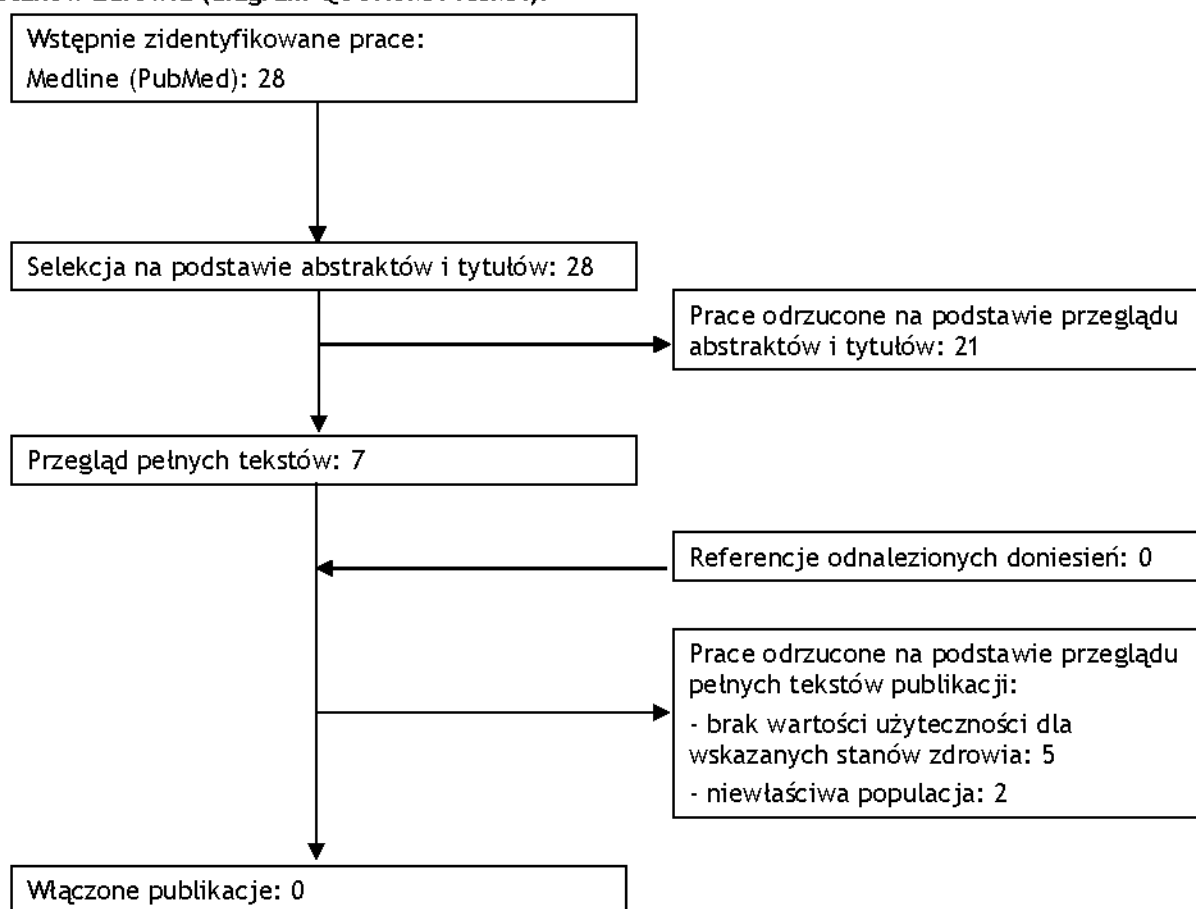 Wstępnie zidentyfikowane prace:
Medline (PubMed): 28
Selekcja na podstawie abstraktów i tytułów: 28
Prace odrzucone na podstawie przeglądu
abstraktów i tytułów: 21
Przegląd pełnych tekstów: 7
Referencje odnalezionych doniesień: 0
Prace odrzucone na podstawie przeglądu
pełnych tekstów publikacji:
- brak wartości użyteczności dla
wskazanych stanów zdrowia: 5
- niewłaściwa populacja: 2
Włączone publikacje: 0